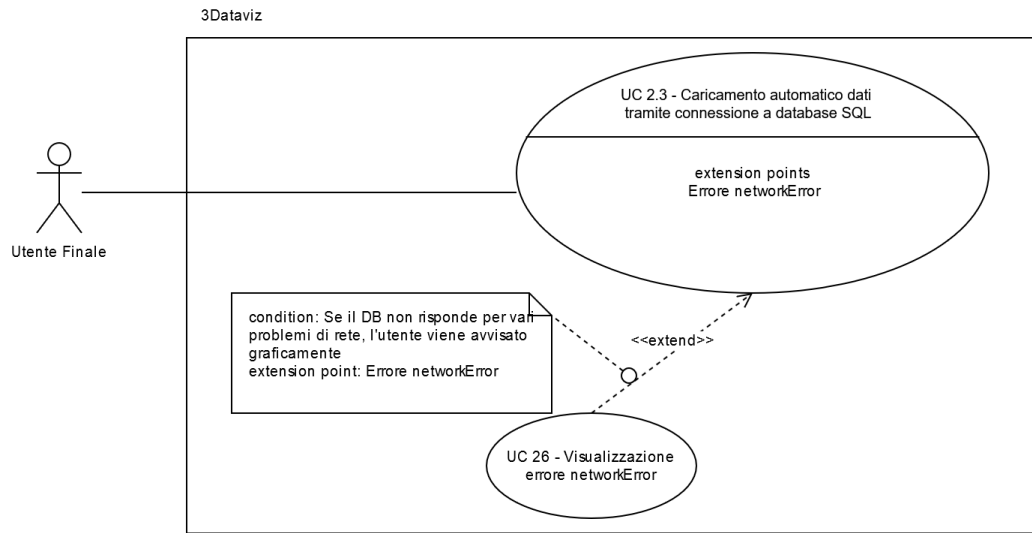 3Dataviz
UC 2.3 - Caricamento automatico dati
tramite connessione a database SQL
extension points
Errore networkError
Utente Finale
condition: Se il DB non risponde per vari
problemi di rete, l'utente viene avvisato
graficamente
extension point: Errore networkError
<<extend>>
UC 26 - Visualizzazione
errore networkError